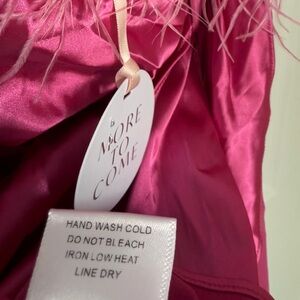 MORE
TO
COME
HAND WASH COLD
DO NOT BLEACH
IRON LOW HEAT
LINE DRY